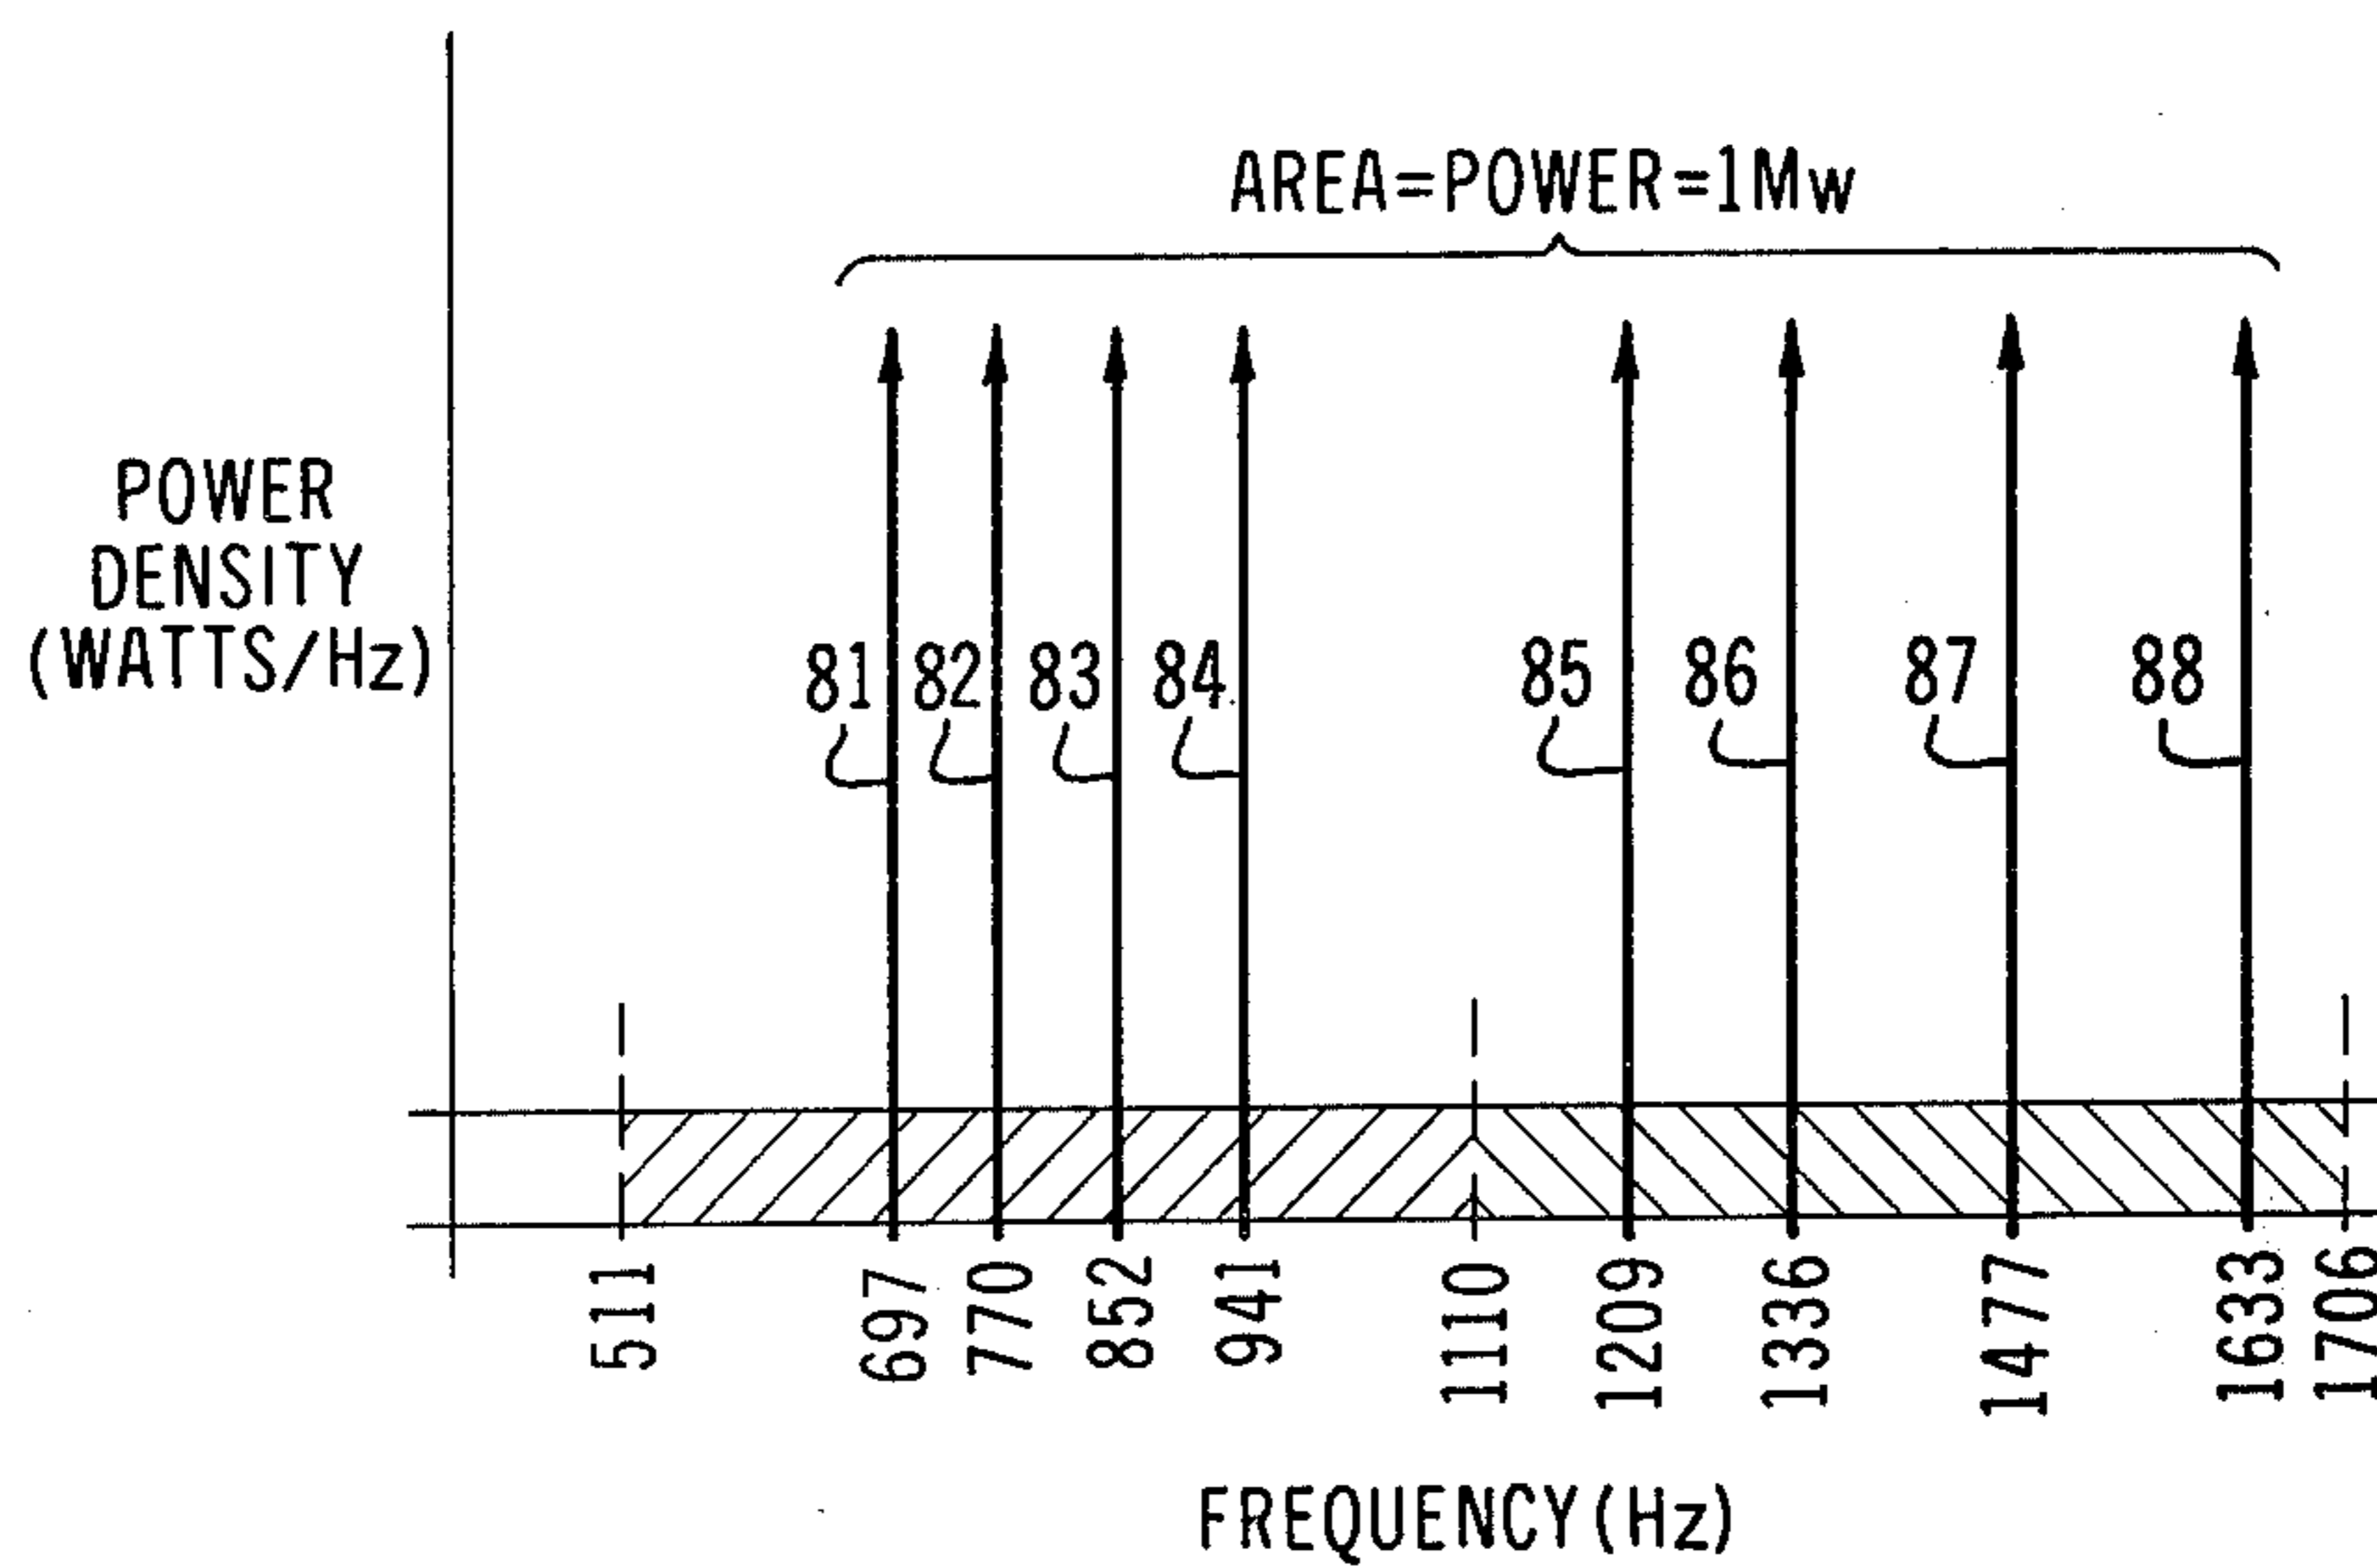 AREA=POWER=1Mw
POWER
DENSITY
(WATTS/Hz)
81 82 83 84 85 86 87 88
511 697 770 852 941 1110 1209 1336 1477 1633 1706
FREQUENCY(Hz)